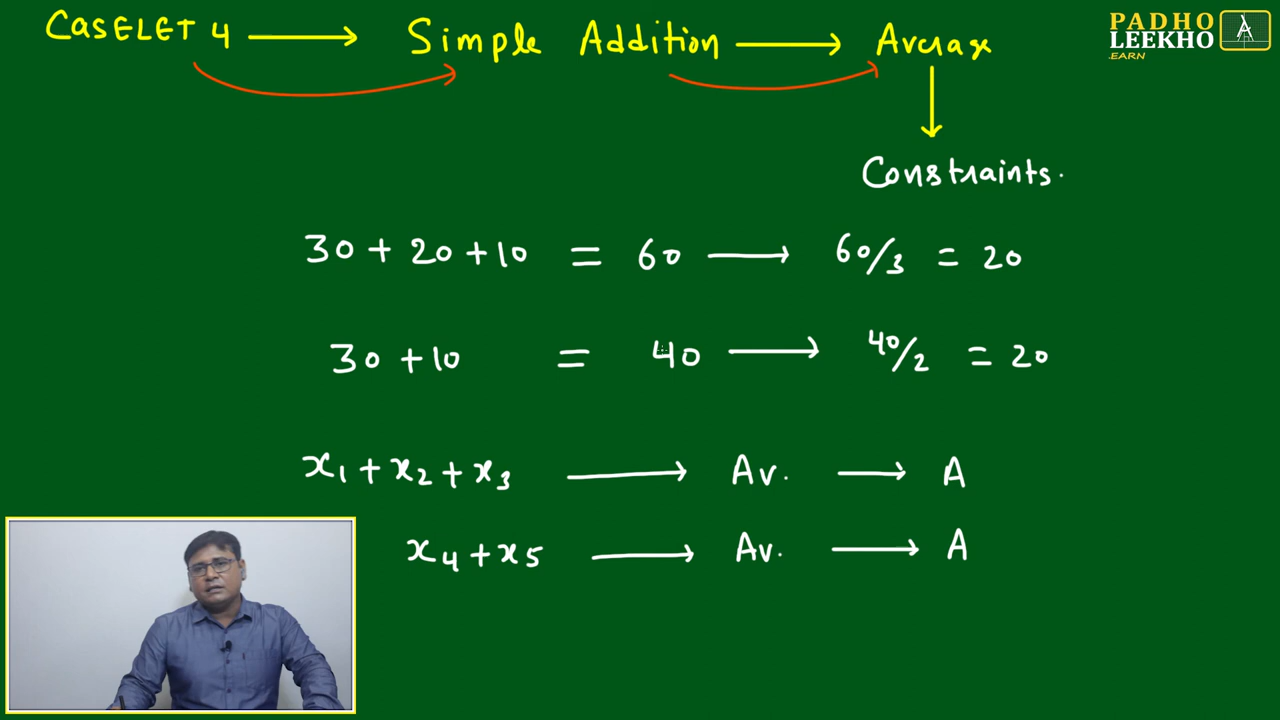 CASELET 4 ⟶ Simple Addition ⟶ Average
PADHO
LEEKHO
.EARN
Constraints.
30 + 20 + 10 = 60 ⟶ 60/3 = 20
30 + 10 = 40 ⟶ 40/2 = 20
x1 + x2 + x3 ⟶ Av. ⟶ A
x4 + x5 ⟶ Av. ⟶ A